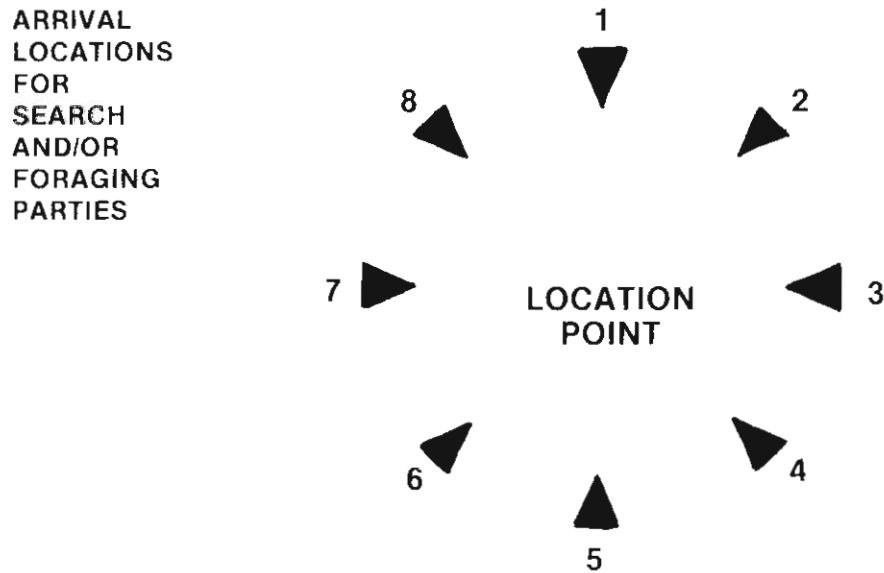 ARRIVAL
LOCATIONS
FOR
SEARCH
AND/OR
FORAGING
PARTIES
1
2
3
4
5
6
7
8
LOCATION
POINT